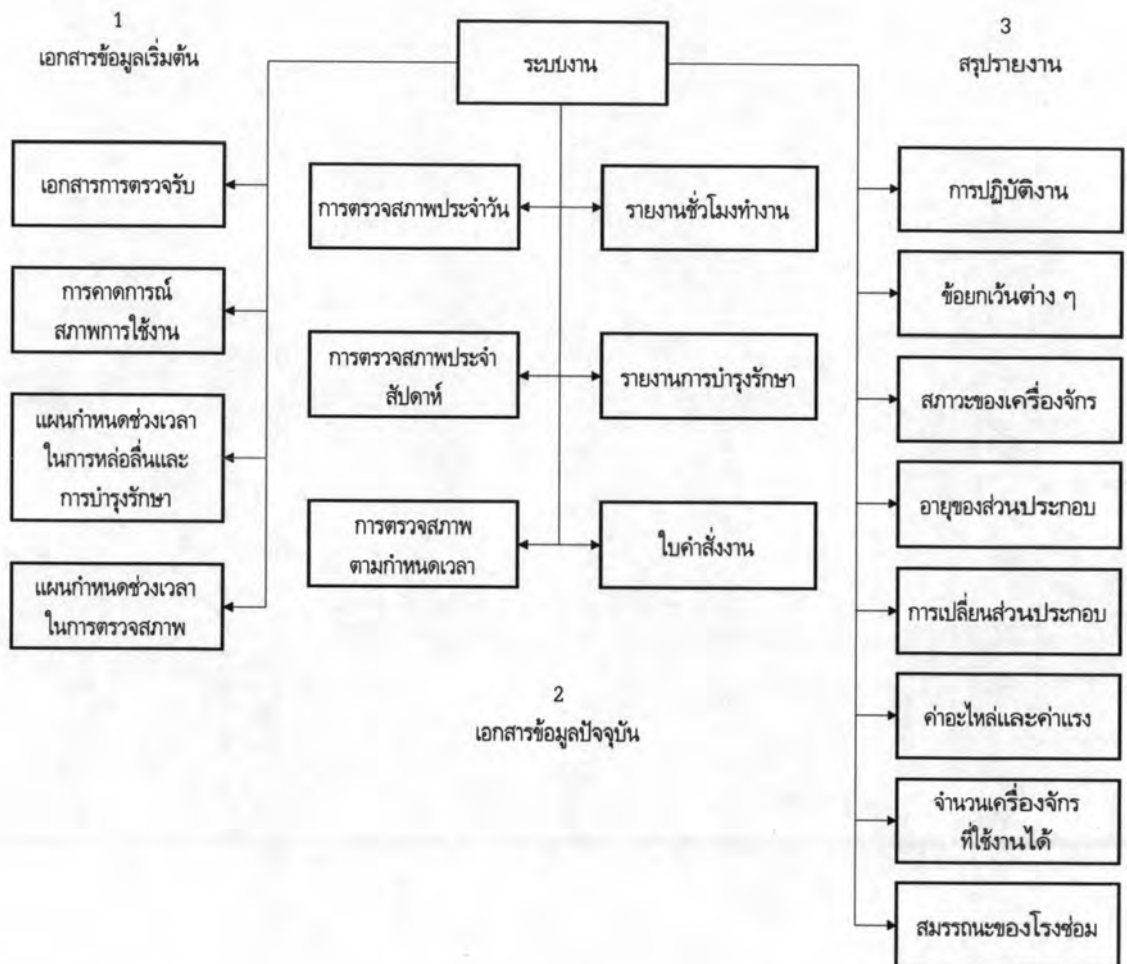 1
เอกสารข้อมูลเริ่มต้น
ระบบงาน
3
สรุปรายงาน
เอกสารการตรวจรับ
การคาดการณ์
สภาพการใช้งาน
แผนกำหนดช่วงเวลา
ในการหล่อลื่นและ
การบำรุงรักษา
แผนกำหนดช่วงเวลา
ในการตรวจสภาพ
การตรวจสภาพประจำวัน
รายงานชั่วโมงทำงาน
การตรวจสภาพประจำ
สัปดาห์
รายงานการบำรุงรักษา
การตรวจสภาพ
ตามกำหนดเวลา
ใบคำสั่งงาน
2
เอกสารข้อมูลปัจจุบัน
การปฏิบัติงาน
ข้อยกเว้นต่าง ๆ
สภาวะของเครื่องจักร
อายุของส่วนประกอบ
การเปลี่ยนส่วนประกอบ
ค่าอะไหล่และค่าแรง
จำนวนเครื่องจักร
ที่ใช้งานได้
สมรรถนะของโรงซ่อม